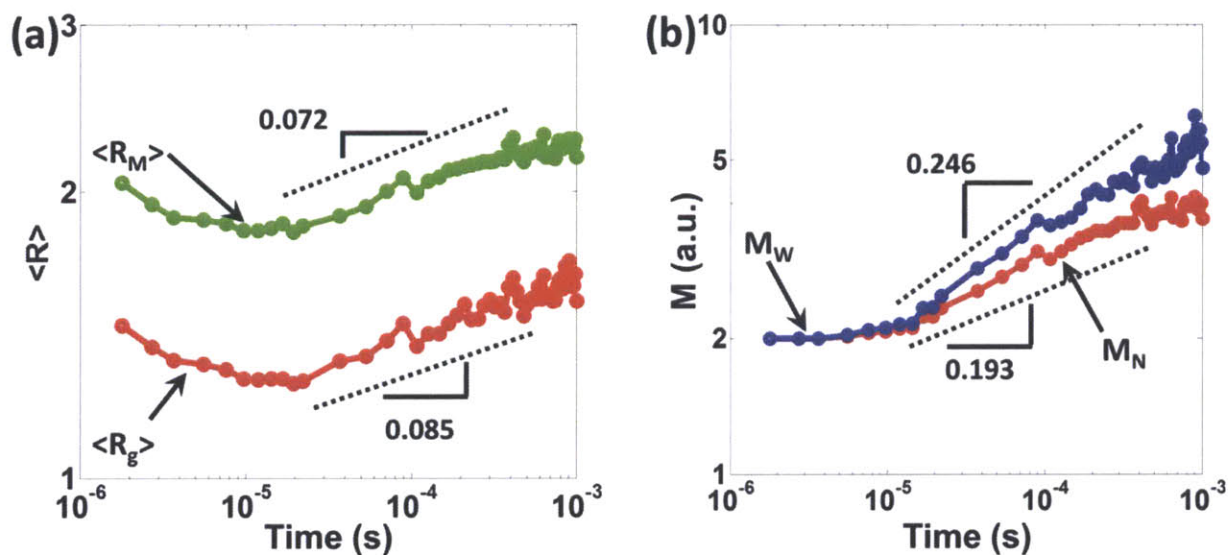 (a)
3
0.072
<R_M>
2
<R>
<R_g>
0.085
1
10^-6
10^-5
10^-4
10^-3
Time (s)
(b)
10
0.246
5
M_W
M (a.u.)
2
M_N
0.193
1
10^-6
10^-5
10^-4
10^-3
Time (s)